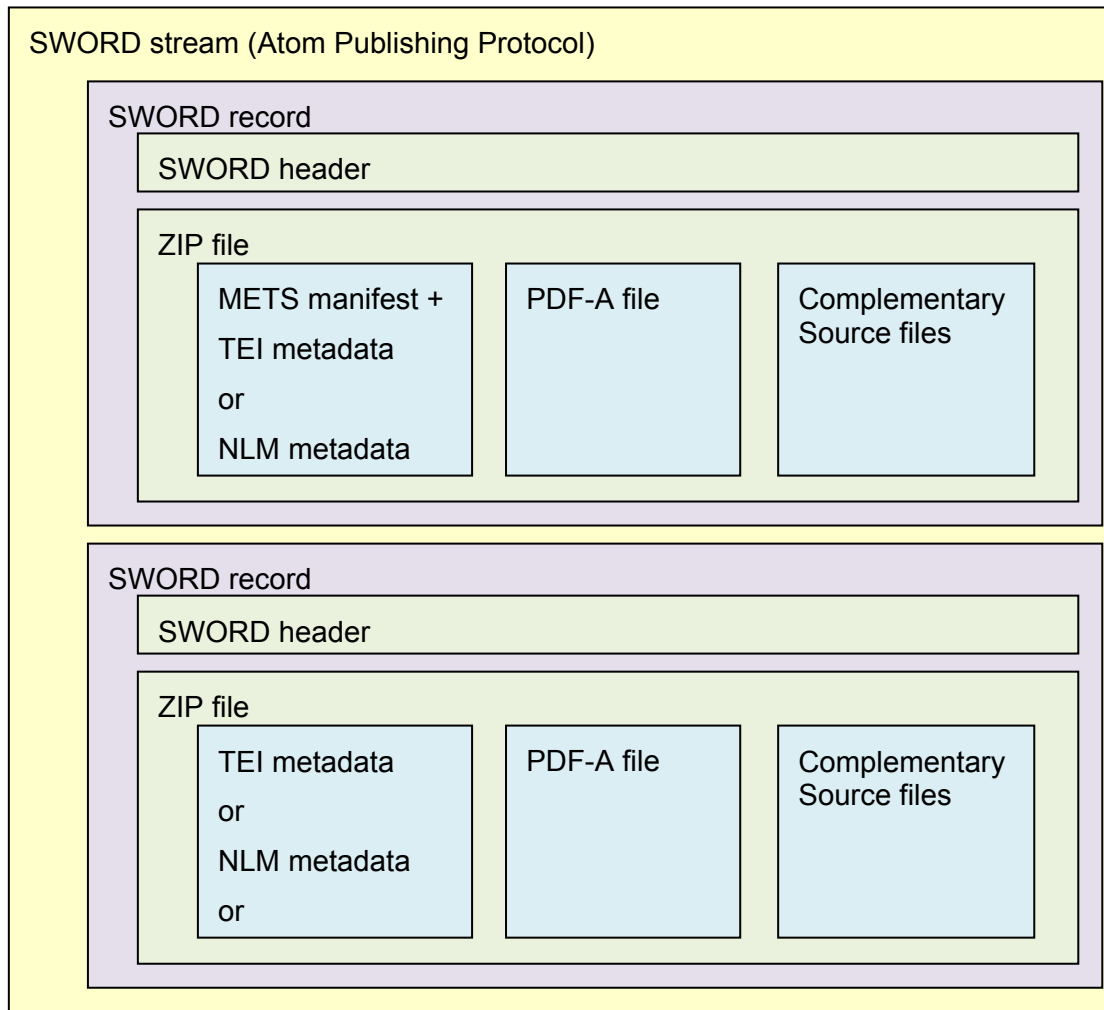 SWORD stream (Atom Publishing Protocol)
SWORD record
SWORD header
ZIP file
METS manifest +
TEI metadata
or
NLM metadata
PDF-A file
Complementary
Source files
SWORD record
SWORD header
ZIP file
TEI metadata
or
NLM metadata
or
PDF-A file
Complementary
Source files